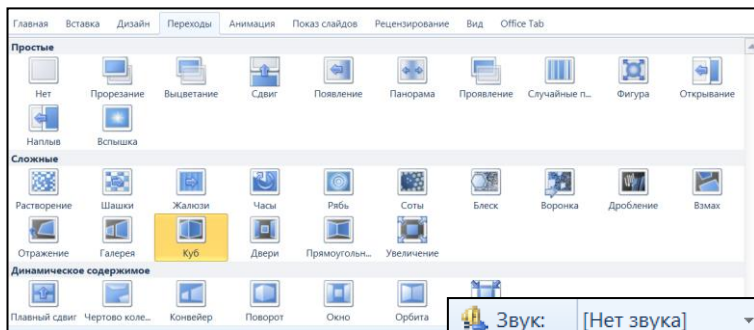 Главная Вставка Дизайн Переходы Анимация Показ слайдов Рецензирование Вид Office Tab
Простые
Нет Прорезание Выцветание Сдвиг Появление Панорама Проявление Случайные п... Фигура Открывание
Наплыв Вспышка
Сложные
Растворение Шашки Жалюзи Часы Рябь Соты Блеск Воронка Дробление Взмах
Отражение Галерея Куб Двери Прямоугольн... Увеличение
Динамическое содержимое
Плавный сдвиг Чертово коле... Конвейер Поворот Окно Орбита
Звук: [Нет звука]